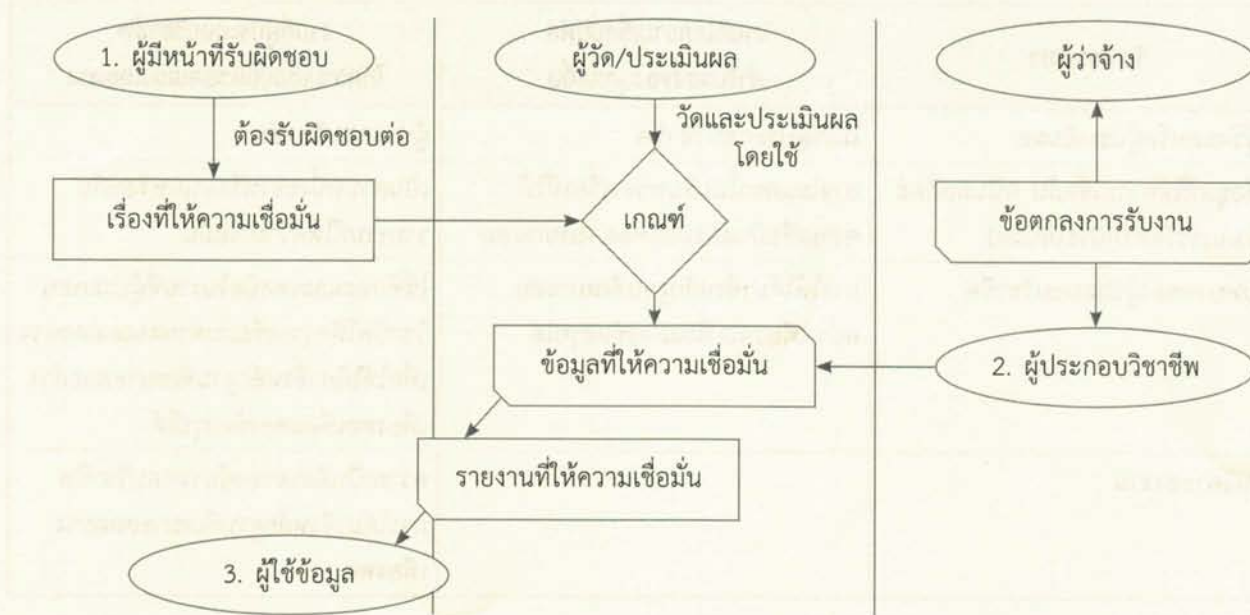 1. ผู้มีหน้าที่รับผิดชอบ
ผู้วัด/ประเมินผล
ผู้ว่าจ้าง
ต้องรับผิดชอบต่อ
วัดและประเมินผล
โดยใช้
เรื่องที่ให้ความเชื่อมั่น
เกณฑ์
ข้อตกลงการรับงาน
ข้อมูลที่ให้ความเชื่อมั่น
2. ผู้ประกอบวิชาชีพ
รายงานที่ให้ความเชื่อมั่น
3. ผู้ใช้ข้อมูล